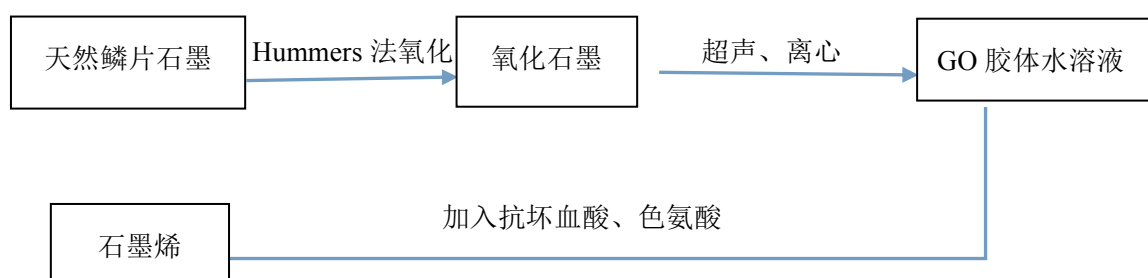 天然鳞片石墨
Hummers 法氧化
氧化石墨
超声、离心
GO 胶体水溶液
加入抗坏血酸、色氨酸
石墨烯